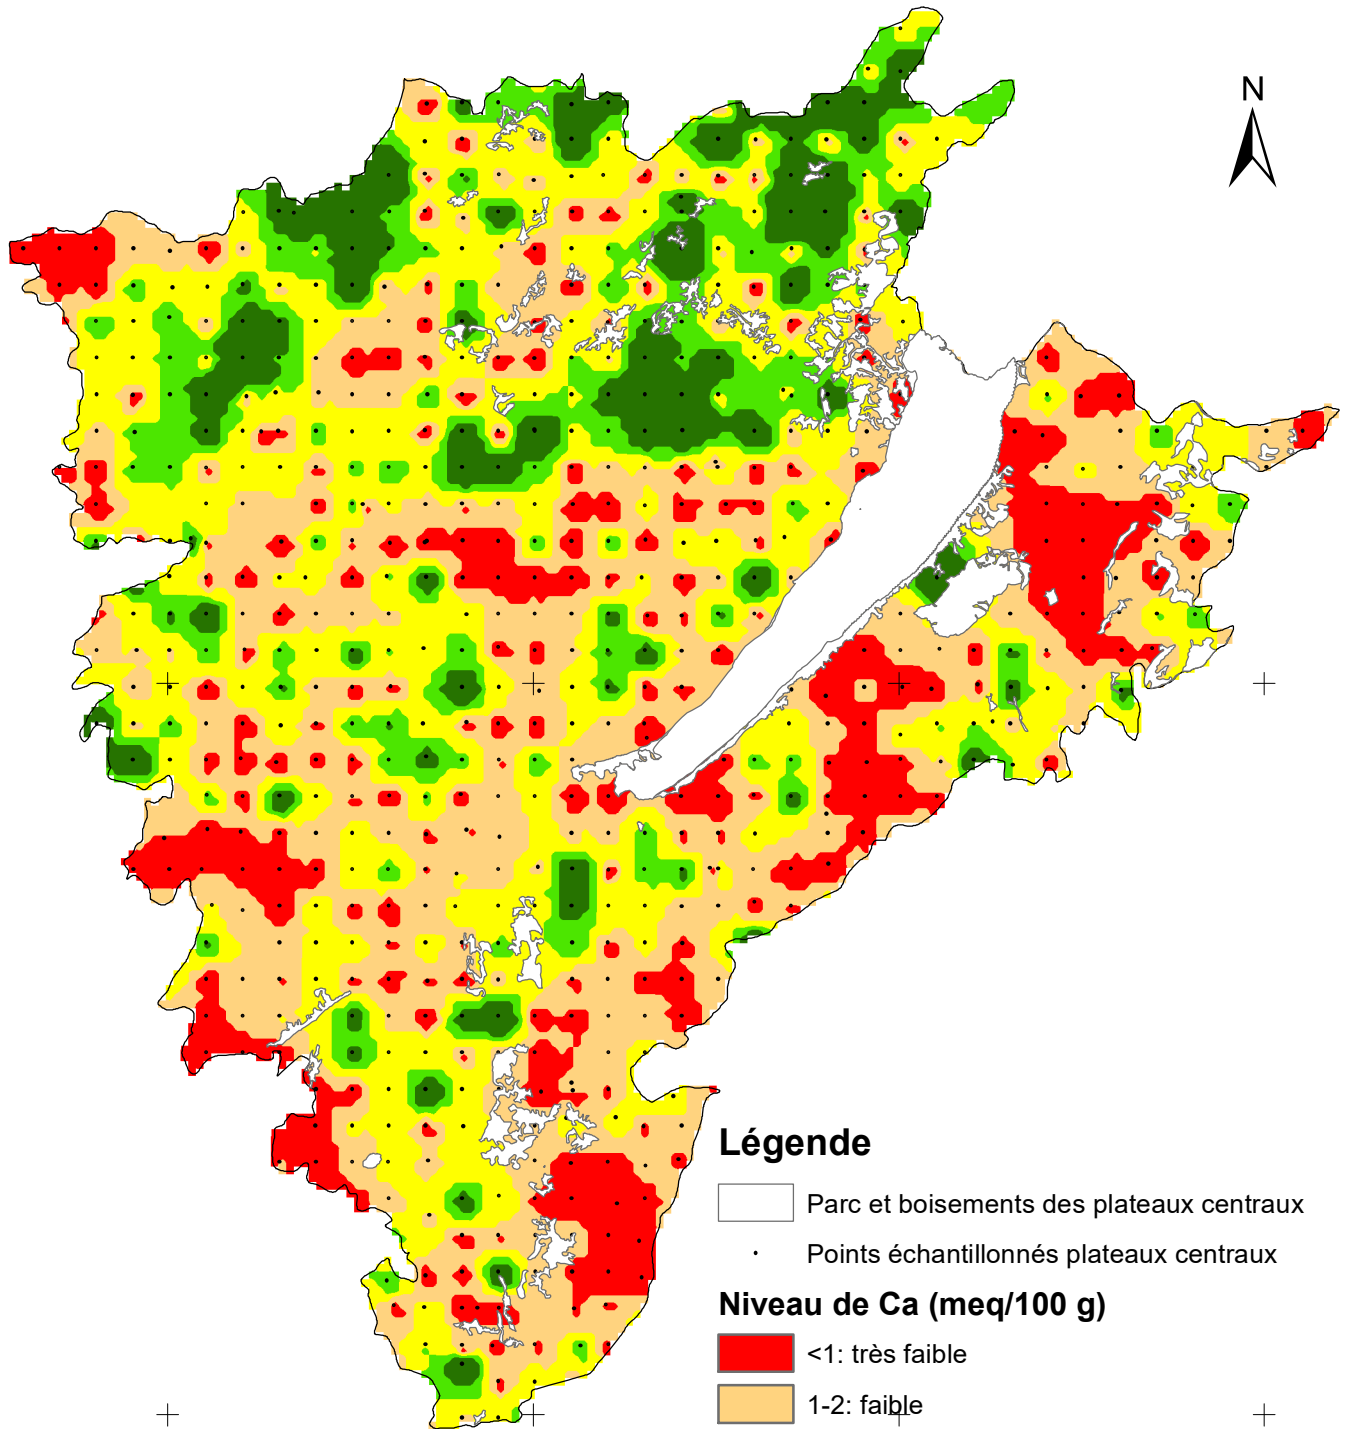 N
Légende
Parc et boisements des plateaux centraux
Points échantillonnés plateaux centraux
Niveau de Ca (meq/100 g)
<1: très faible
1-2: faible